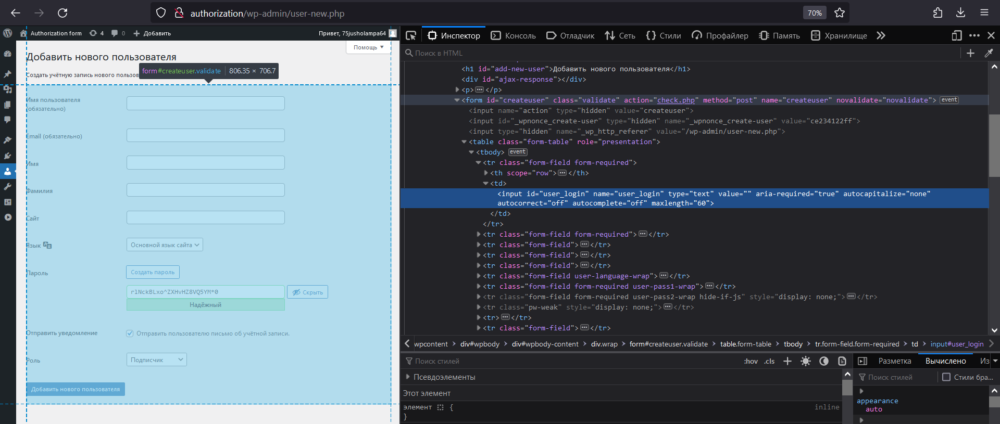 authorization/wp-admin/user-new.php
70%
Authorization form
4
0
Добавить
Привет, 75jusholampa64
Помощь
Добавить нового пользователя
Создать учётную запись нового пользов
form#createuser.validate
806.35 × 706.7
Имя пользователя
(обязательно)
Email (обязательно)
Имя
Фамилия
Сайт
Язык
Основной язык сайта
Пароль
Создать пароль
rlNckBLxo^ZXHvHZ8VQ5YM*0
Скрыть
Надёжный
Отправить уведомление
Отправить пользователю письмо об учётной записи.
Роль
Подписчик
Добавить нового пользователя
Инспектор
Консоль
Отладчик
Сеть
Стили
Профайлер
Память
Хранилище
Поиск в HTML
<h1 id="add-new-user">Добавить нового пользователя</h1>
<div id="ajax-response"></div>
<p>···</p>
<form id="createuser" class="validate" action="check.php" method="post" name="createuser" novalidate="novalidate"> event
<input name="action" type="hidden" value="createuser">
<input id="_wpnonce_create-user" type="hidden" name="_wpnonce_create-user" value="ce234122ff">
<input type="hidden" name="_wp_http_referer" value="/wp-admin/user-new.php">
<table class="form-table" role="presentation">
<tbody> event
<tr class="form-field form-required">
<th scope="row">···</th>
<td>
<input id="user_login" name="user_login" type="text" value="" aria-required="true" autocapitalize="none"
autocorrect="off" autocomplete="off" maxlength="60">
</td>
</tr>
<tr class="form-field form-required">···</tr>
<tr class="form-field">···</tr>
<tr class="form-field">···</tr>
<tr class="form-field">···</tr>
<tr class="form-field user-language-wrap">···</tr>
<tr class="form-field form-required user-pass1-wrap">···</tr>
<tr class="form-field form-required user-pass2-wrap hide-if-js" style="display: none;">···</tr>
<tr class="pw-weak" style="display: none;">···</tr>
<tr>···</tr>
<tr class="form-field">···</tr>
wpcontent > div#wpbody > div#wpbody-content > div.wrap > form#createuser.validate > table.form-table > tbody > tr.form-field.form-required > td > input#user_login
Поиск стилей
:hov .cls
Псевдоэлементы
Этот элемент
элемент {
inline
}
Разметка
Вычислено
Из
Поиск стилей
Стили бра...
appearance
auto